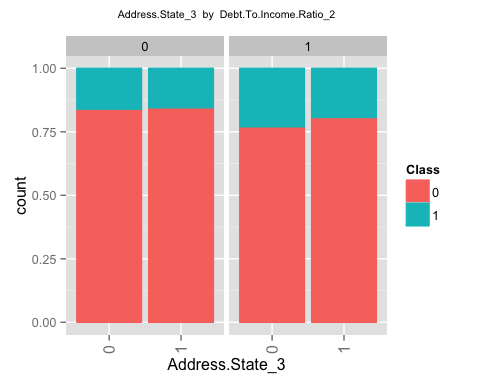 Address.State_3 by Debt.To.Income.Ratio_2
0 1
1.00
0.75
0.50
0.25
0.00
count
0 1 0 1
Address.State_3
Class
0
1